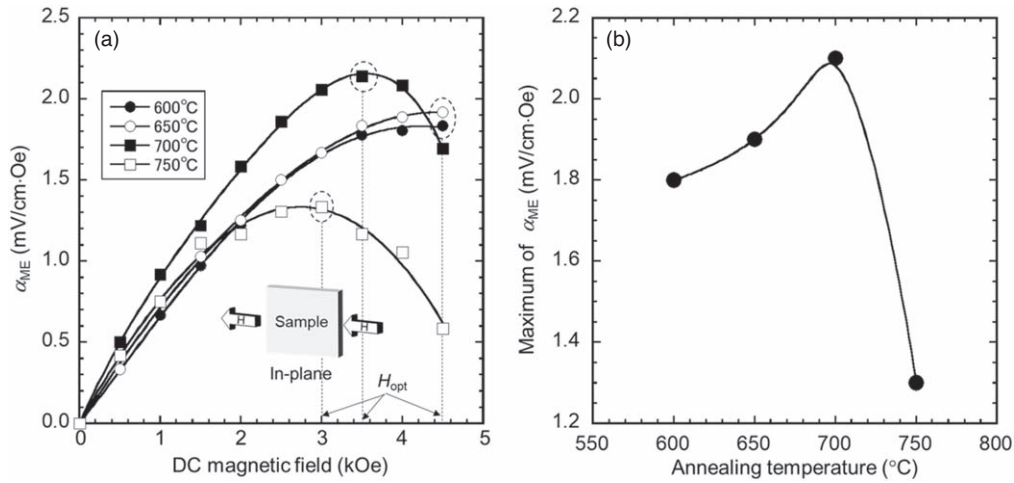 (a)
2.5
2.0
1.5
1.0
0.5
0.0
α_ME (mV/cm·Oe)
600°C
650°C
700°C
750°C
H
Sample
H
In-plane
H_opt
0 1 2 3 4 5
DC magnetic field (kOe)
(b)
2.2
2.0
1.8
1.6
1.4
1.2
Maximum of α_ME (mV/cm·Oe)
550 600 650 700 750 800
Annealing temperature (°C)